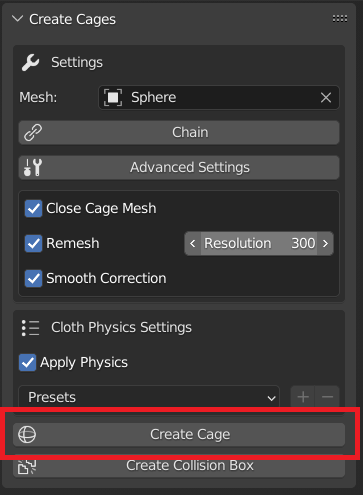 Create Cages
Settings
Mesh: Sphere
Chain
Advanced Settings
Close Cage Mesh
Remesh Resolution 300
Smooth Correction
Cloth Physics Settings
Apply Physics
Presets
Create Cage
Create Collision Box